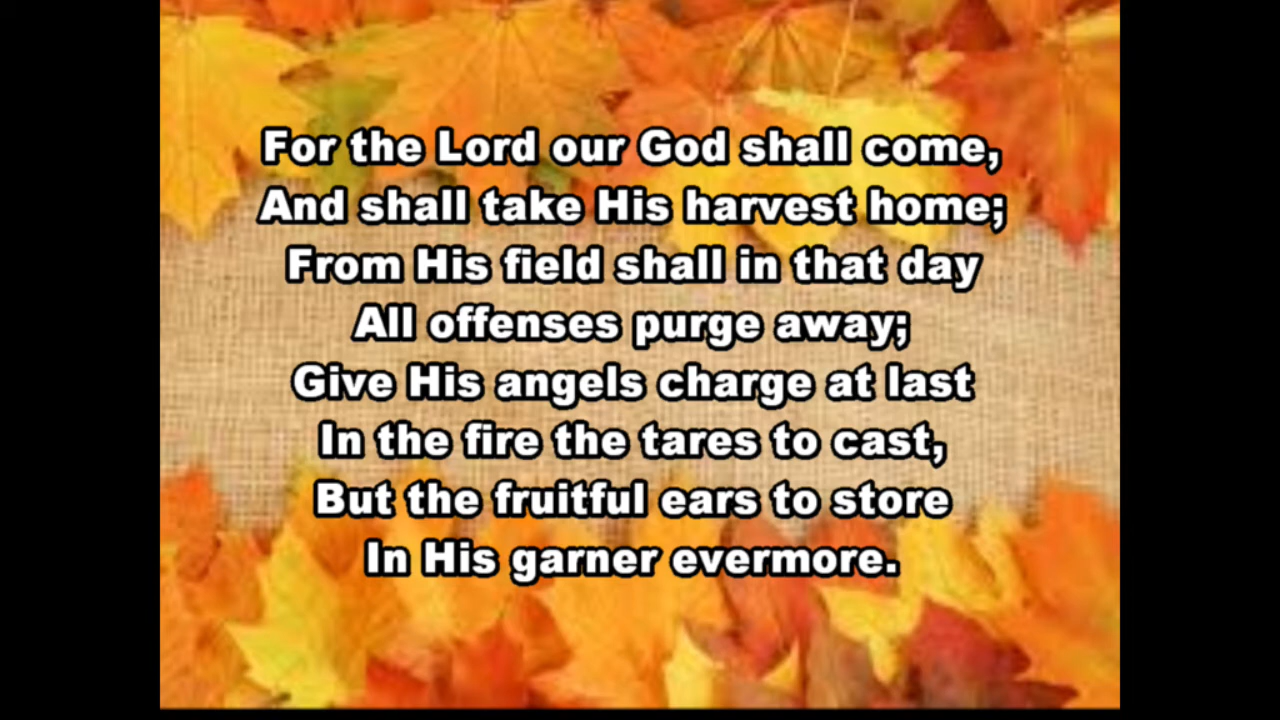 For the Lord our God shall come,
And shall take His harvest home;
From His field shall in that day
All offenses purge away;
Give His angels charge at last
In the fire the tares to cast,
But the fruitful ears to store
In His garner evermore.